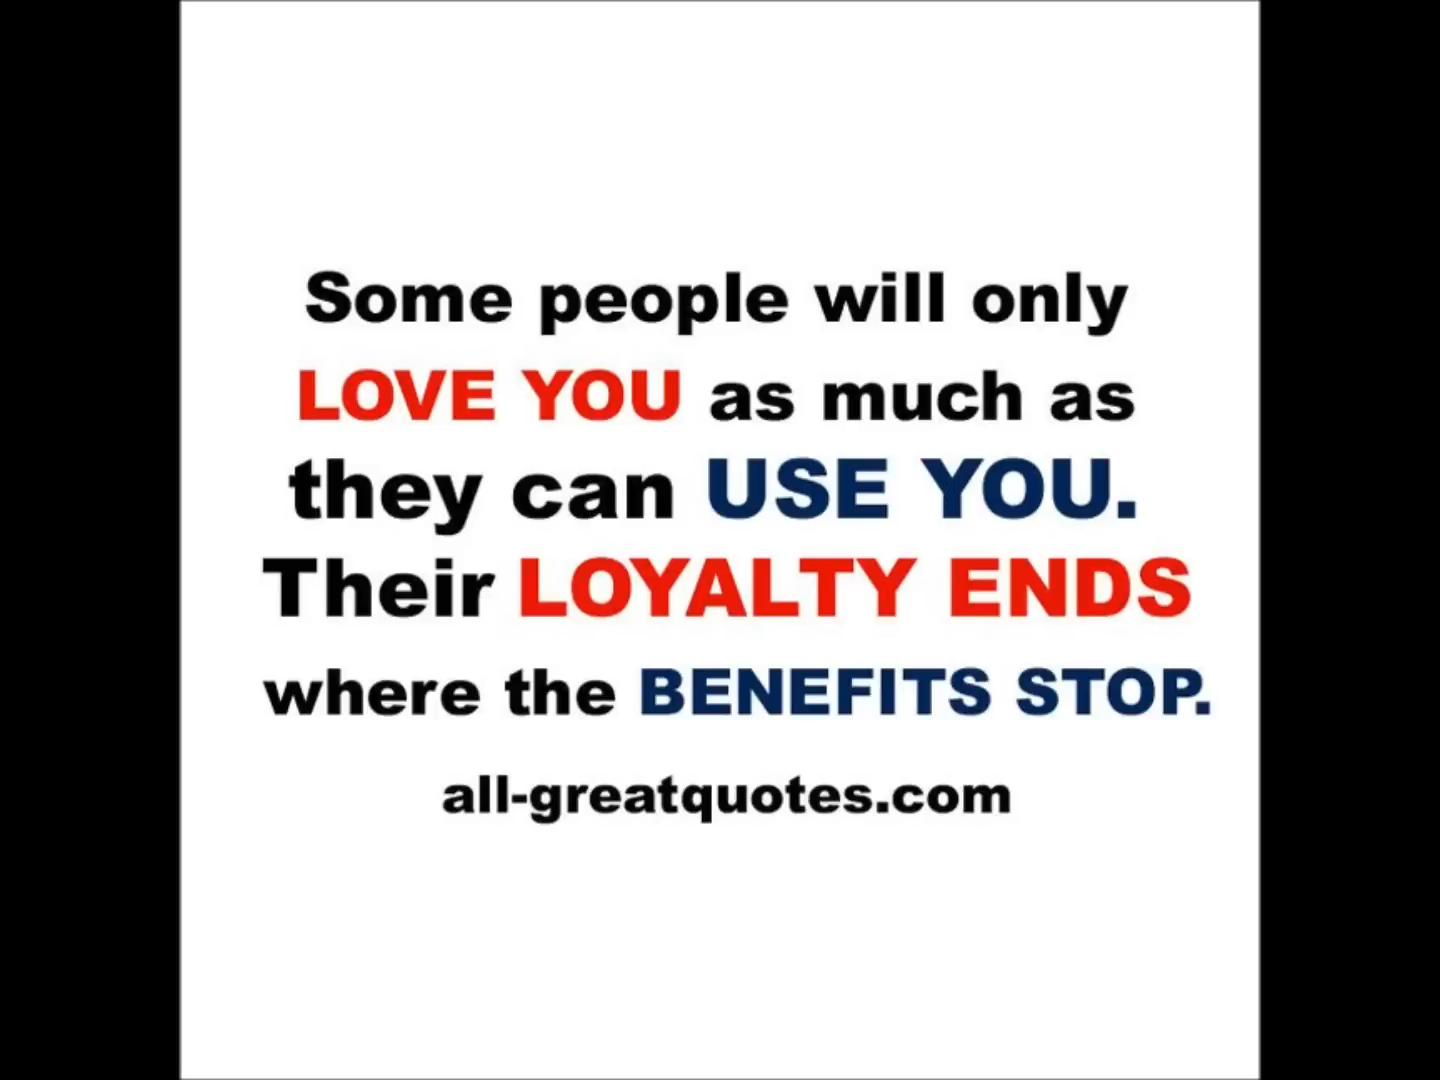 Some people will only
LOVE YOU as much as
they can USE YOU.
Their LOYALTY ENDS
where the BENEFITS STOP.
all-greatquotes.com